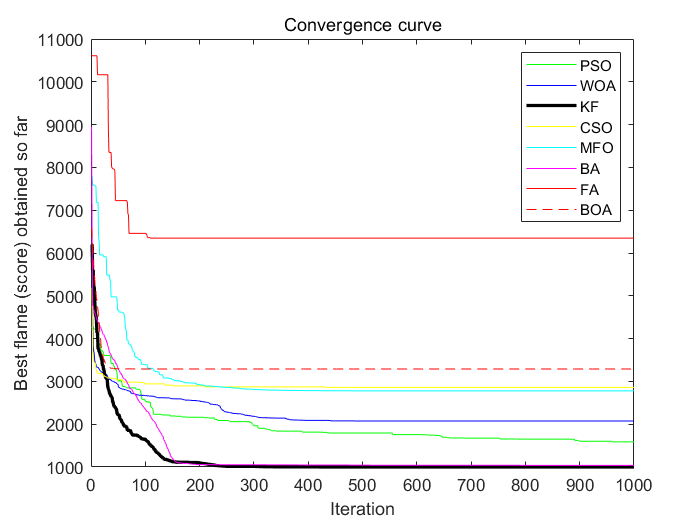 Convergence curve
11000
10000
9000
8000
7000
6000
5000
4000
3000
2000
1000
Best flame (score) obtained so far
0 100 200 300 400 500 600 700 800 900 1000
Iteration
PSO
WOA
KF
CSO
MFO
BA
FA
BOA